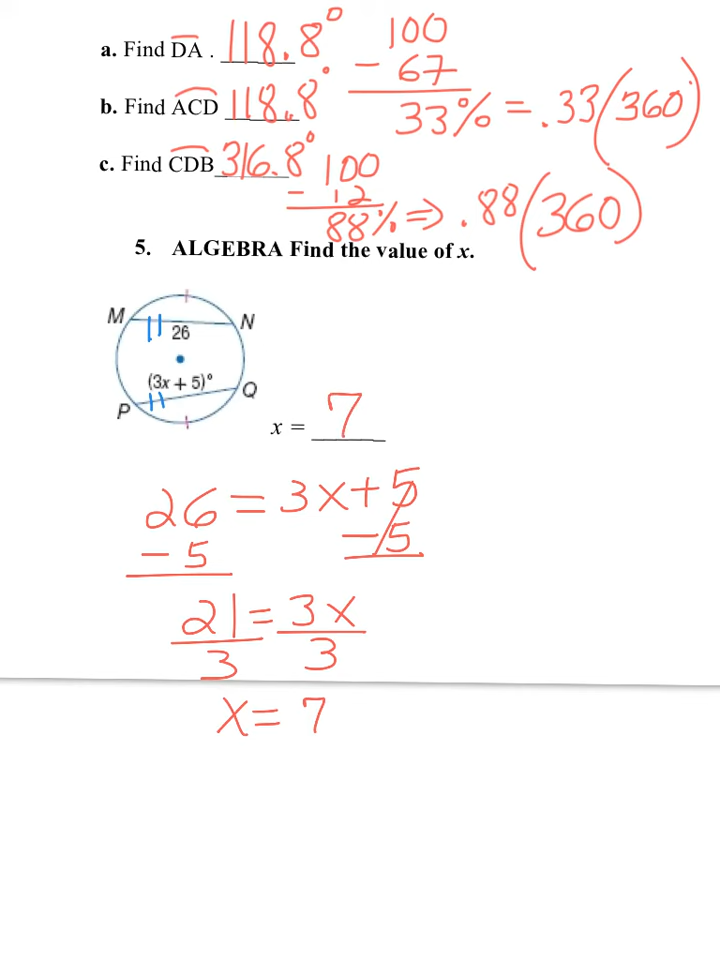 a. Find DA . 118.8°
100
- 67
33% = .33(360)
b. Find ACD 118.8°
c. Find CDB 316.8°
100
- 12
88% ⇒ .88(360)
5. ALGEBRA Find the value of x.
M
N
26
(3x + 5)°
P
Q
x = 7
26 = 3x + 5
- 5 - 5
21 = 3x
3 3
x = 7